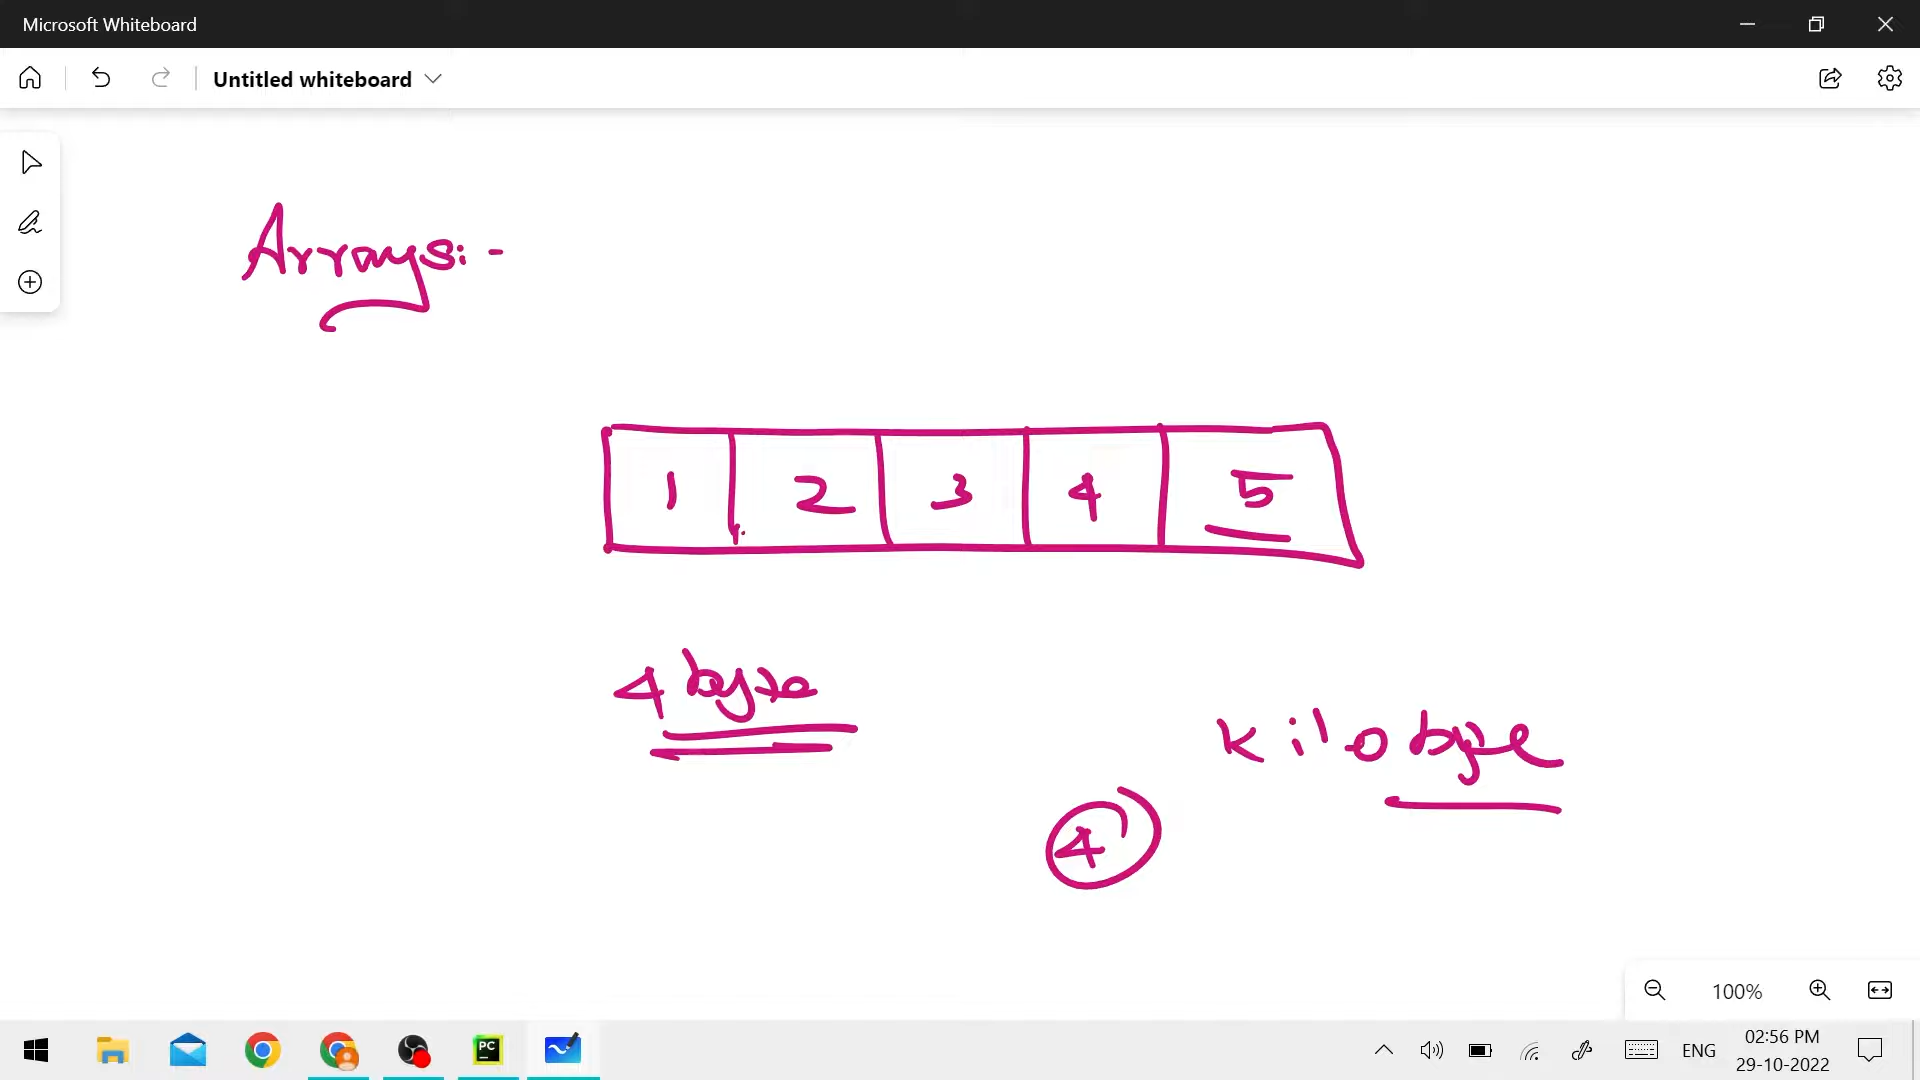 Microsoft Whiteboard
Untitled whiteboard
Arrays:-
1 2 3 4 5
4 byte
kilo byte
4
100%
PC
ENG
02:56 PM
29-10-2022